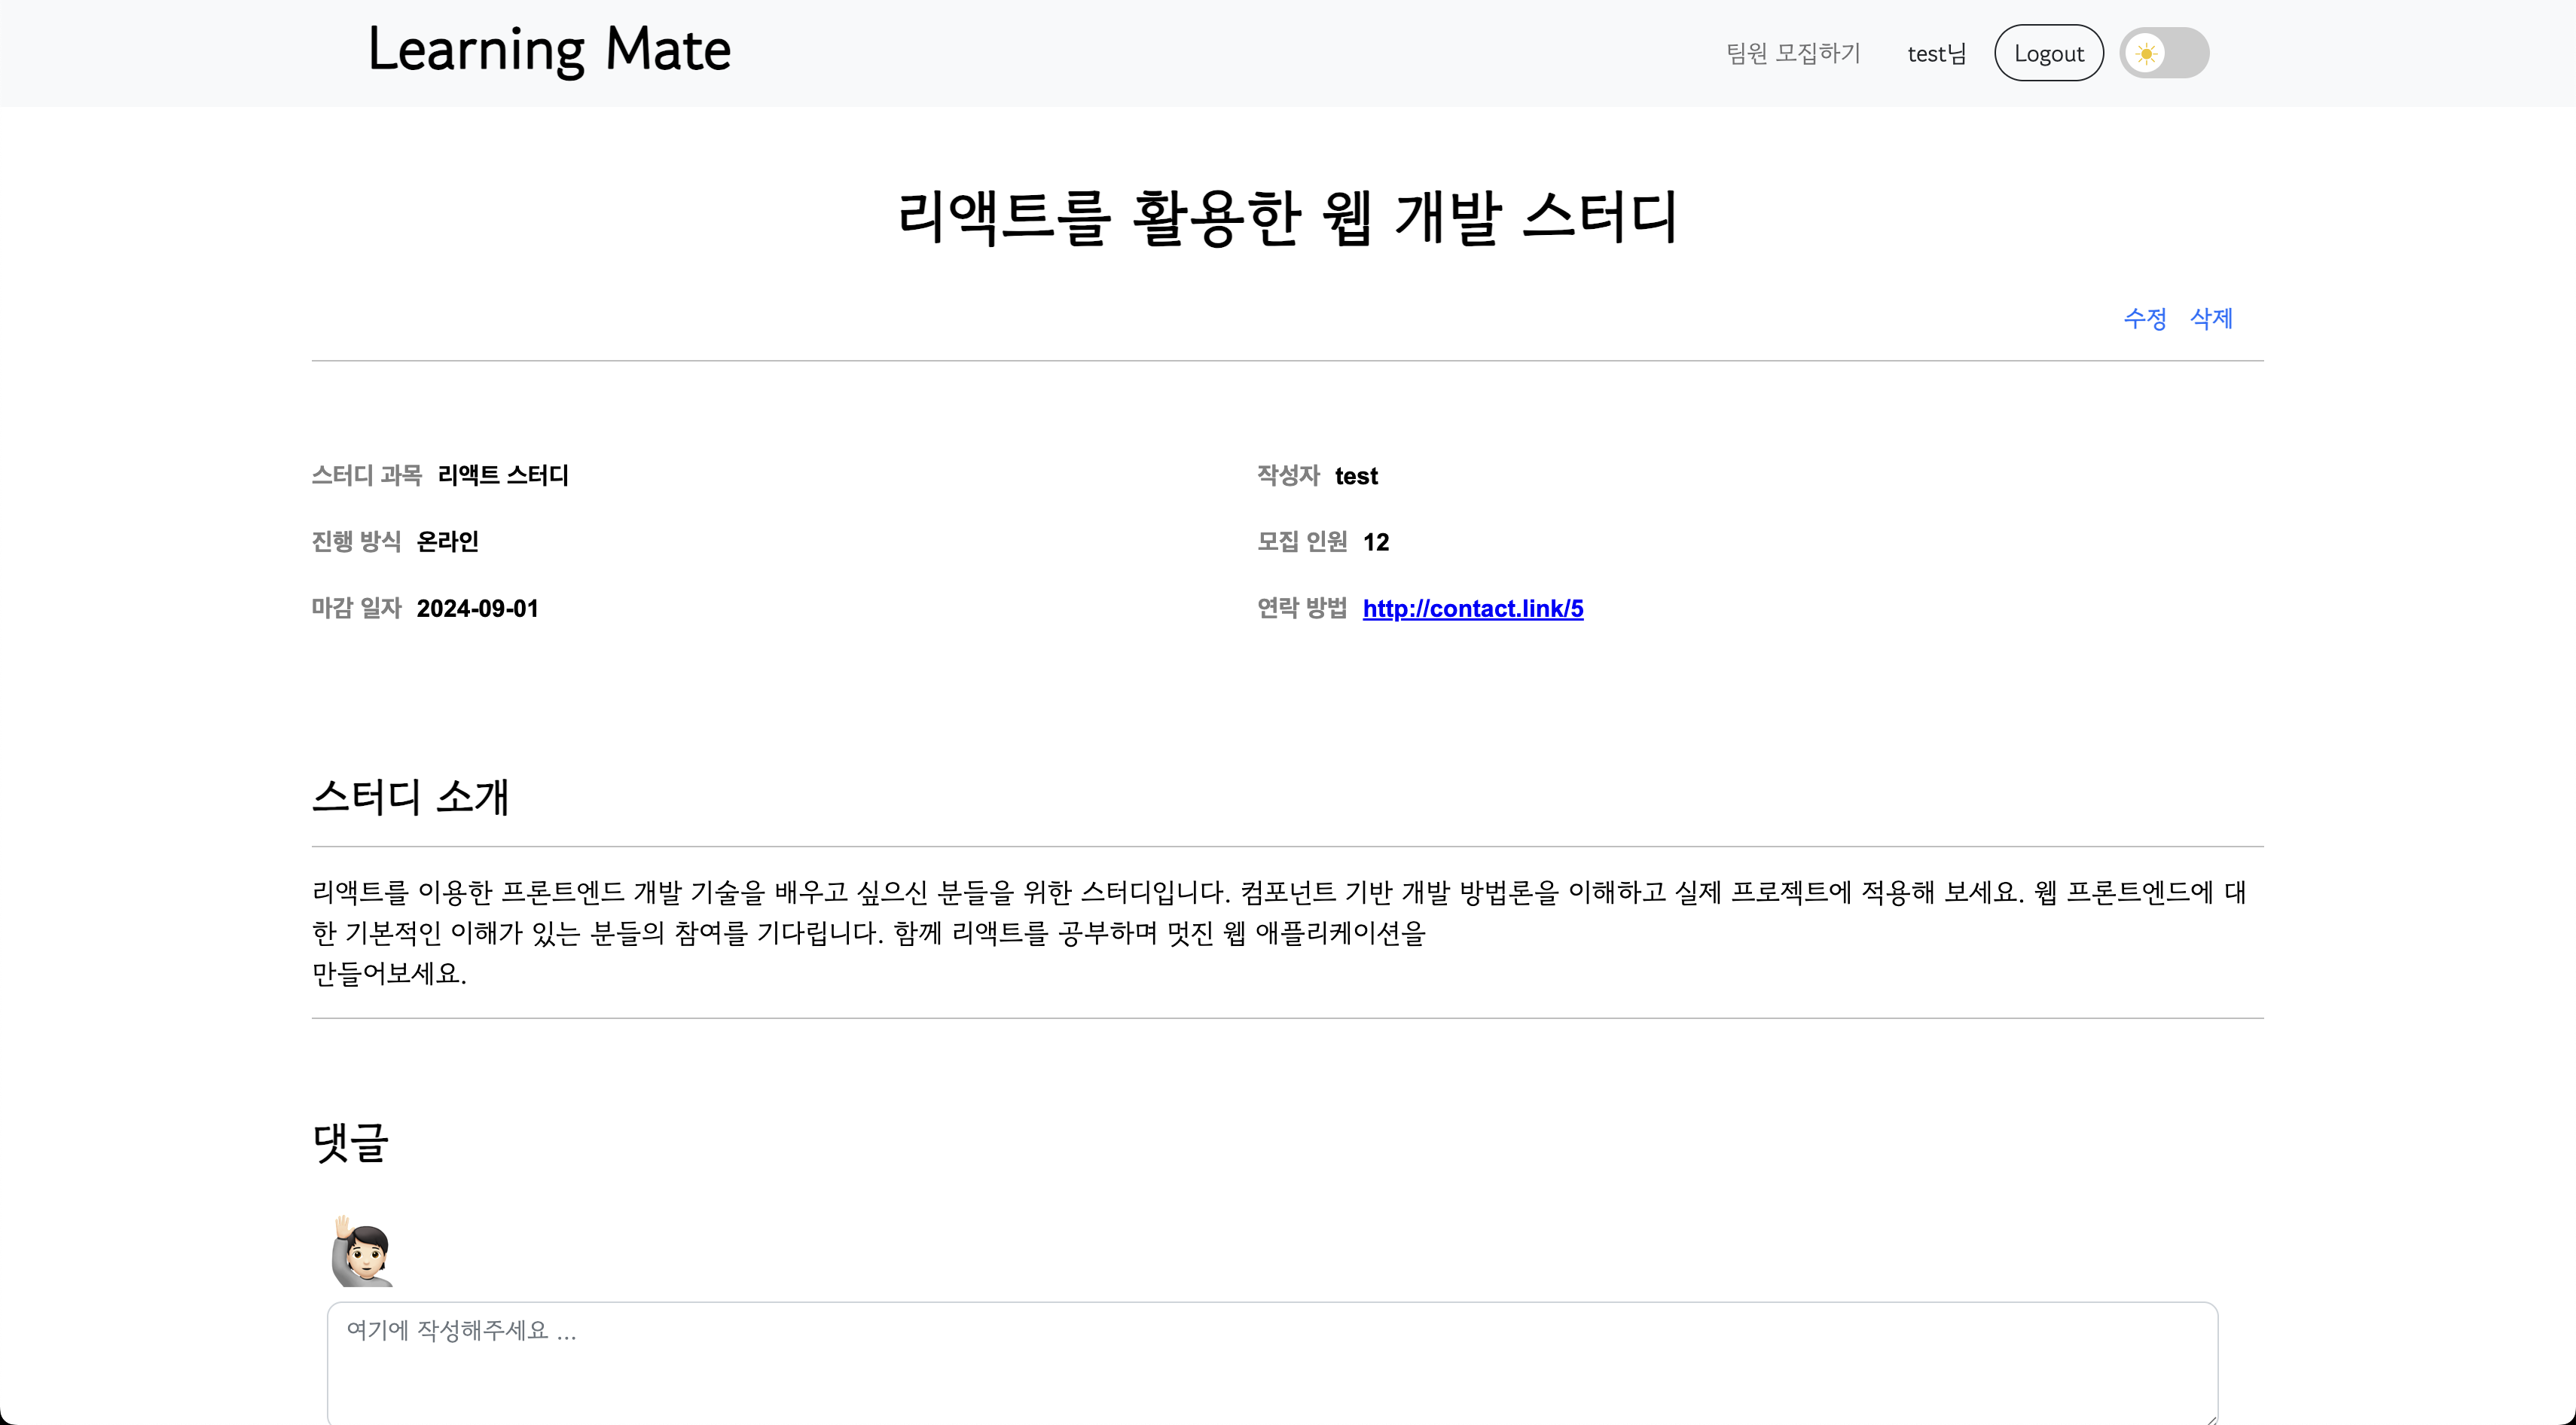 Learning Mate
팀원 모집하기 test님 Logout
리액트를 활용한 웹 개발 스터디
수정 삭제
스터디 과목 리액트 스터디
작성자 test
진행 방식 온라인
모집 인원 12
마감 일자 2024-09-01
연락 방법 http://contact.link/5
스터디 소개
리액트를 이용한 프론트엔드 개발 기술을 배우고 싶으신 분들을 위한 스터디입니다. 컴포넌트 기반 개발 방법론을 이해하고 실제 프로젝트에 적용해 보세요. 웹 프론트엔드에 대
한 기본적인 이해가 있는 분들의 참여를 기다립니다. 함께 리액트를 공부하며 멋진 웹 애플리케이션을
만들어보세요.
댓글
여기에 작성해주세요 ...